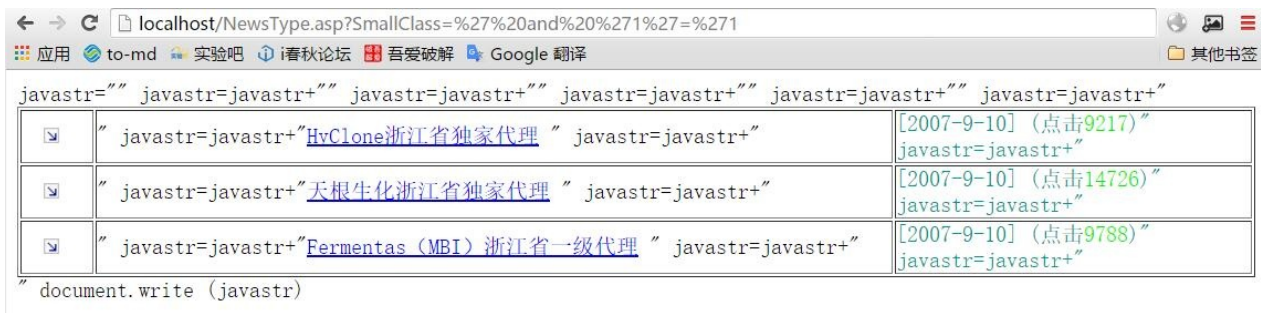 localhost/NewsType.asp?SmallClass=%27%20and%20%271%27=%271
应用 to-md 实验吧 i春秋论坛 吾爱破解 Google 翻译 其他书签
javastr="" javastr=javastr+"" javastr=javastr+"" javastr=javastr+"" javastr=javastr+"" javastr=javastr+"
" javastr=javastr+"HvClone浙江省独家代理 " javastr=javastr+" [2007-9-10] (点击9217)"
javastr=javastr+"
" javastr=javastr+"天根生化浙江省独家代理 " javastr=javastr+" [2007-9-10] (点击14726)"
javastr=javastr+"
" javastr=javastr+"Fermentas（MBI）浙江省一级代理 " javastr=javastr+" [2007-9-10] (点击9788)"
javastr=javastr+"
" document.write (javastr)